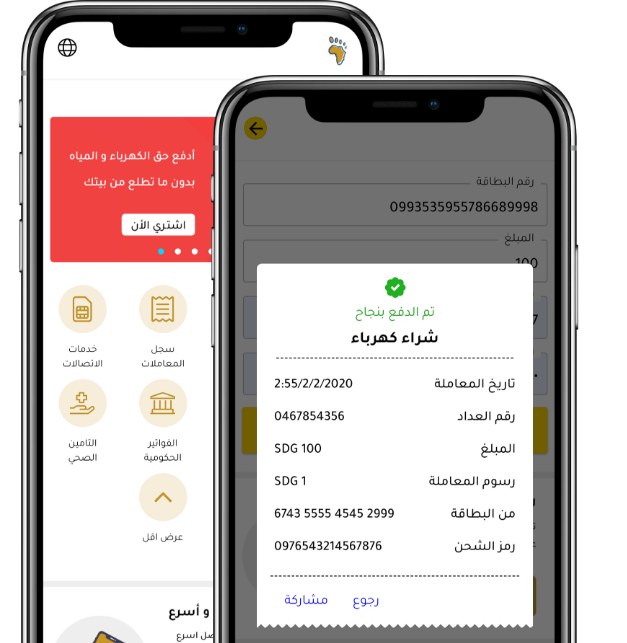 أدفع حق الكهرباء و المياه
بدون ما تطلع من بيتك
اشتري الأن
سجل المعاملات
خدمات الاتصالات
الفواتير الحكومية
التامين الصحي
عرض اقل
و أسرع
اسرع
رقم البطاقة
0993535955786689998
المبلغ
100
7
تم الدفع بنجاح
شراء كهرباء
تاريخ المعاملة 2:55/2/2/2020
رقم العداد 0467854356
المبلغ SDG 100
رسوم المعاملة SDG 1
من البطاقة 6743 5555 4545 2999
رمز الشحن 0976543214567876
رجوع مشاركة